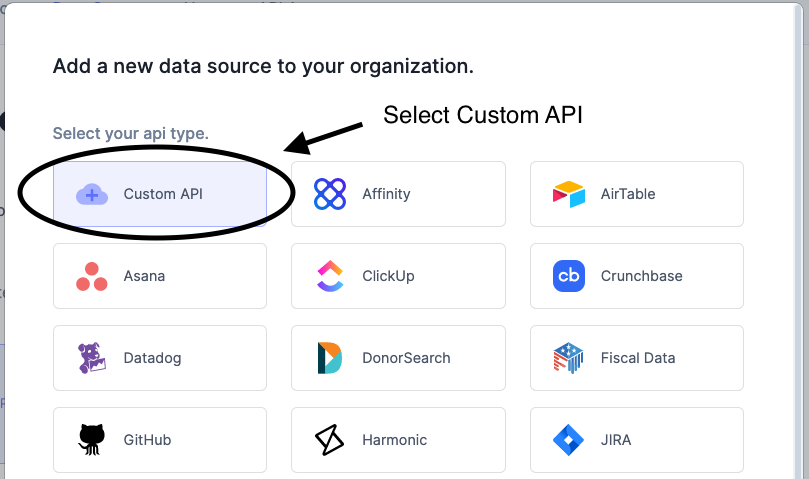 Add a new data source to your organization.
Select Custom API
Select your api type.
Custom API
Affinity
AirTable
Asana
ClickUp
cb
Crunchbase
Datadog
DonorSearch
Fiscal Data
GitHub
Harmonic
JIRA